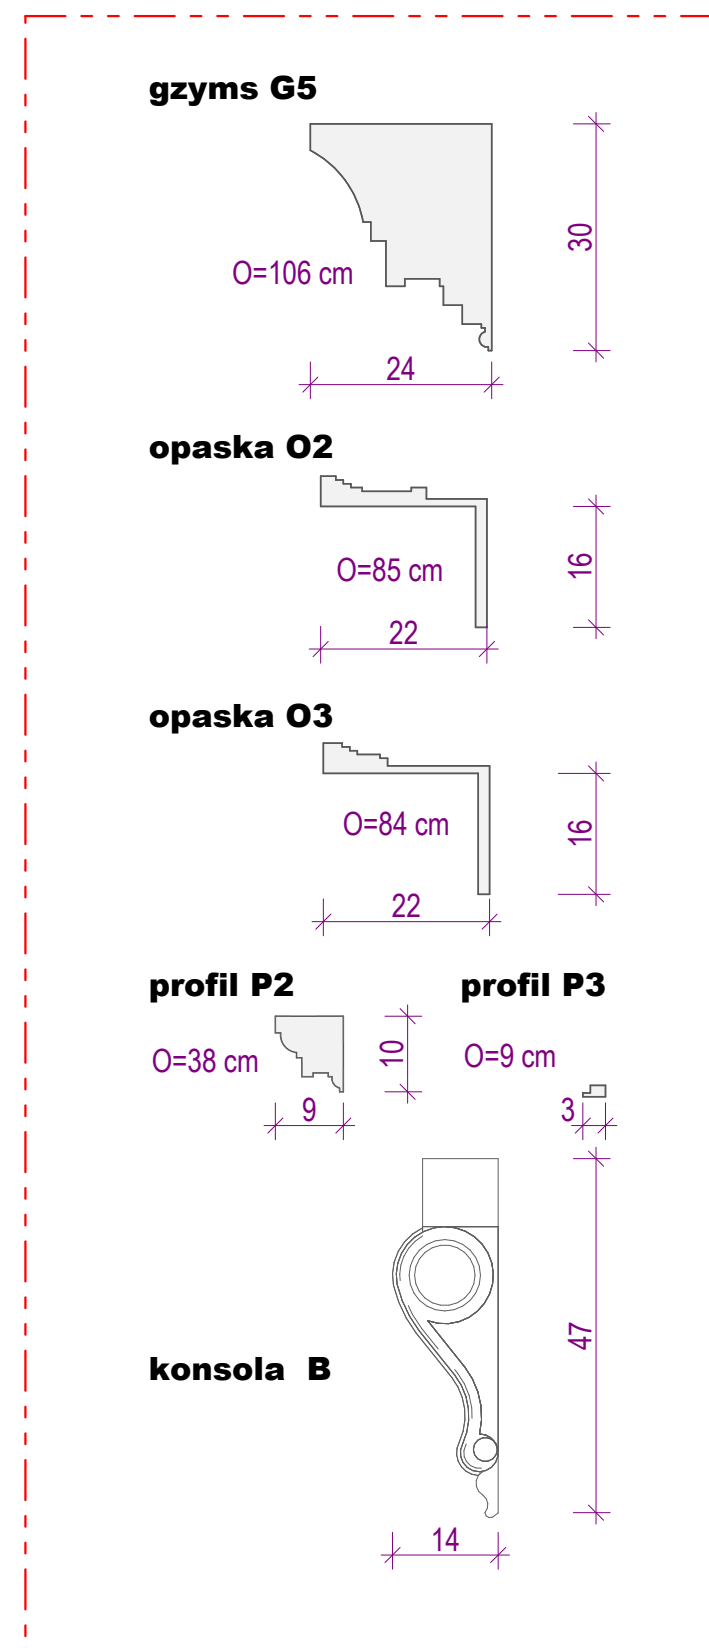 gzyms G5
30
O=106 cm
24
opaska O2
16
O=85 cm
22
opaska O3
16
O=84 cm
22
profil P2 profil P3
10
O=38 cm O=9 cm
9 3
47
konsola B
14